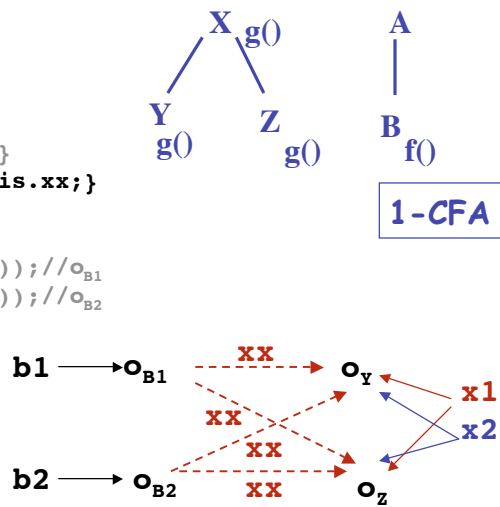 X g() A
Y Z B
g() g() f()
}
is.xx;}
1-CFA
));//oB1
));//oB2
b1 oB1 xx oY x1
xx x2
xx
b2 oB2 xx oZ